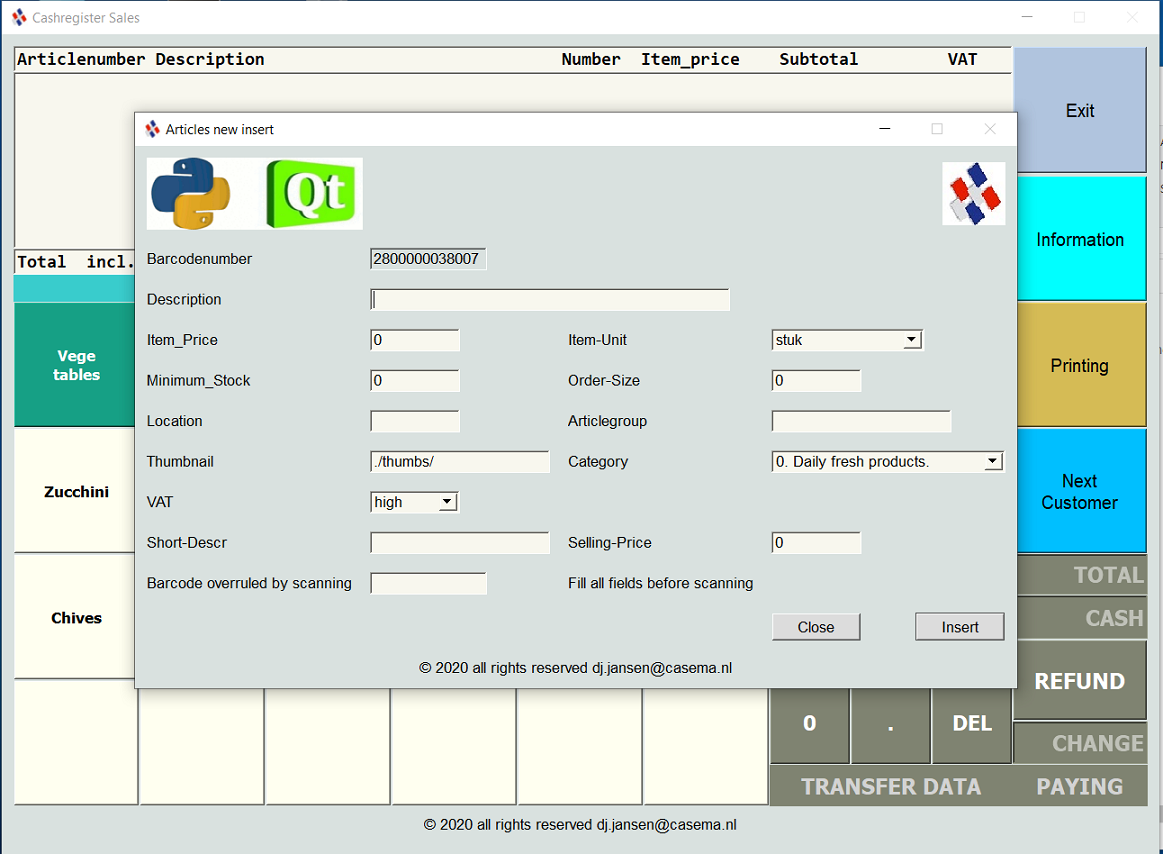 Cashregister Sales
Articlenumber Description Number Item_price Subtotal VAT
Exit
Articles new insert
Qt
Information
Total incl.
Barcodenumber 2800000038007
Description
Item_Price 0 Item-Unit stuk
Vege
tables
Printing
Minimum_Stock 0 Order-Size 0
Location Articlegroup
Thumbnail ./thumbs/ Category 0. Daily fresh products.
Zucchini
Next
Customer
VAT high
Short-Descr Selling-Price 0
TOTAL
Barcode overruled by scanning Fill all fields before scanning
Chives
CASH
Close Insert
© 2020 all rights reserved dj.jansen@casema.nl
REFUND
0 . DEL
CHANGE
TRANSFER DATA PAYING
© 2020 all rights reserved dj.jansen@casema.nl